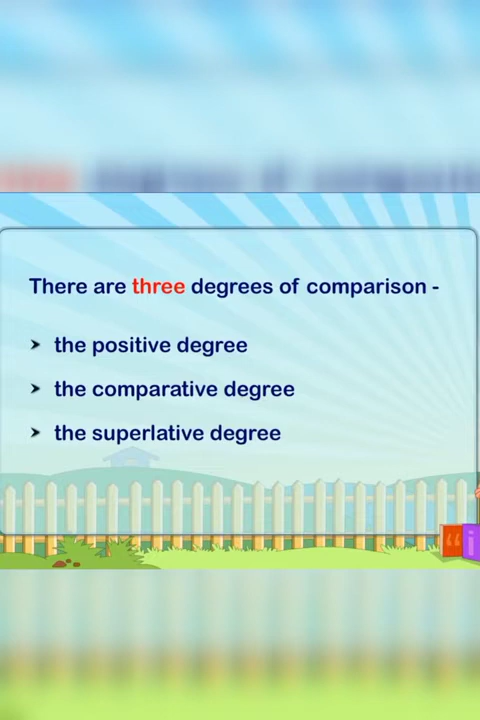 There are three degrees of comparison -
➤ the positive degree
➤ the comparative degree
➤ the superlative degree
“ i